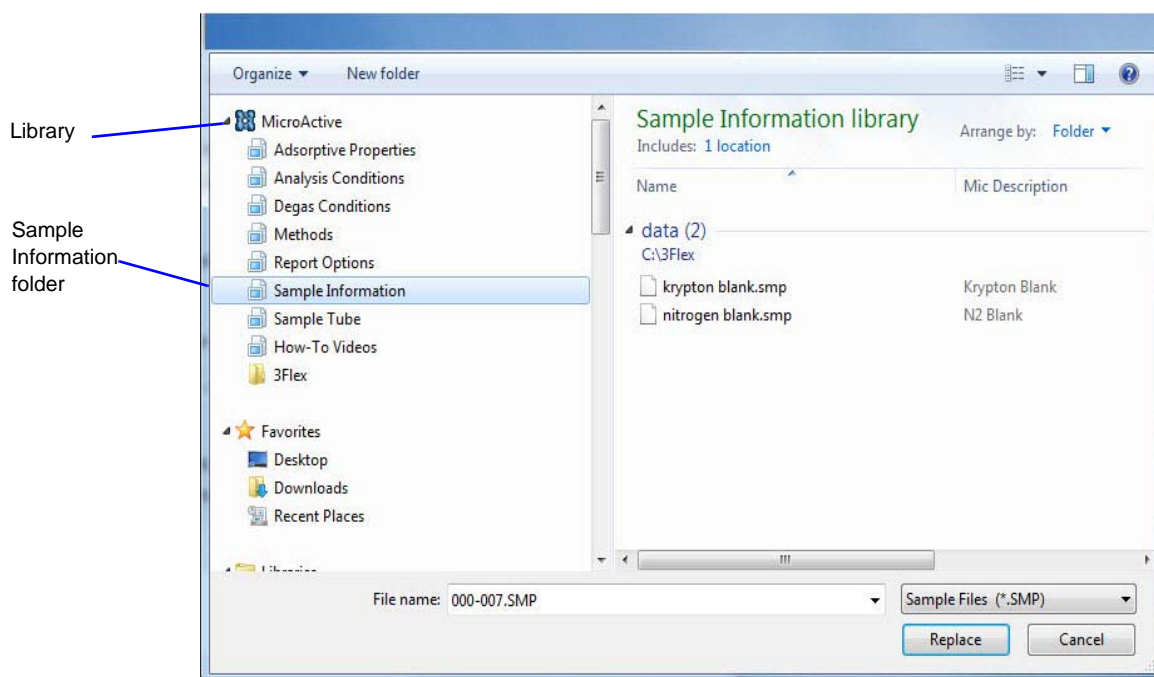 Organize
New folder
Library
MicroActive
Adsorptive Properties
Analysis Conditions
Degas Conditions
Methods
Report Options
Sample Information
Sample Tube
How-To Videos
3Flex
Favorites
Desktop
Downloads
Recent Places
Libraries
Sample
Information
folder
Sample Information library
Includes: 1 location
Arrange by: Folder
Name Mic Description
data (2)
C:\3Flex
krypton blank.smp Krypton Blank
nitrogen blank.smp N2 Blank
File name: 000-007.SMP Sample Files (*.SMP)
Replace Cancel